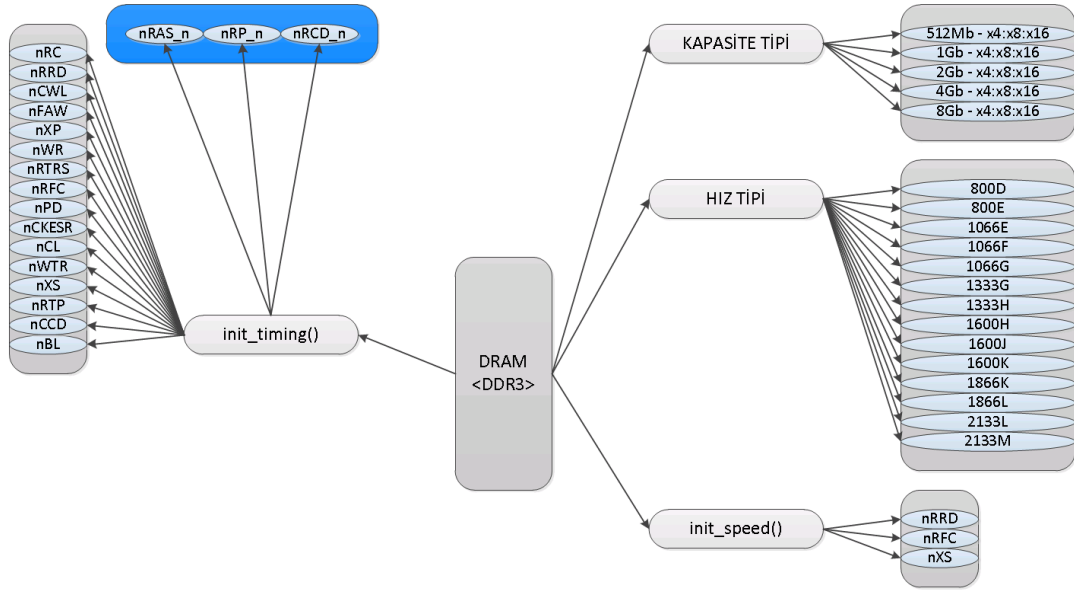 nRAS_n nRP_n nRCD_n
nRC
nRRD
nCWL
nFAW
nXP
nWR
nRTRS
nRFC
nPD
nCKESR
nCL
nWTR
nXS
nRTP
nCCD
nBL
init_timing()
DRAM
<DDR3>
KAPASİTE TİPİ
512Mb - x4:x8:x16
1Gb - x4:x8:x16
2Gb - x4:x8:x16
4Gb - x4:x8:x16
8Gb - x4:x8:x16
HIZ TİPİ
800D
800E
1066E
1066F
1066G
1333G
1333H
1600H
1600J
1600K
1866K
1866L
2133L
2133M
init_speed()
nRRD
nRFC
nXS